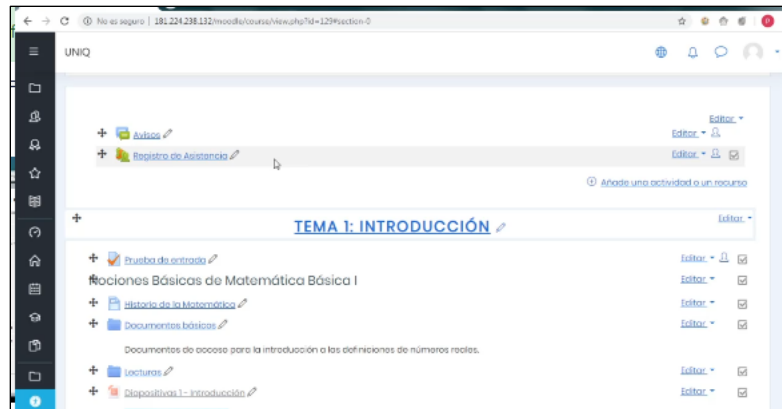 No es seguro | 181.224.238.132/moodle/course/view.php?id=129#section-0
P
UNIQ
Editar
Avisos Editar
Registro de Asistencia Editar
Añade una actividad o un recurso
TEMA 1: INTRODUCCIÓN Editar
Prueba de entrada Editar
Nociones Básicas de Matemática Básica I Editar
Historia de la Matemática Editar
Documentos básicos Editar
Documentos de acceso para la introducción a las definiciones de números reales.
Lecturas Editar
Diapositivas 1 - Introducción Editar